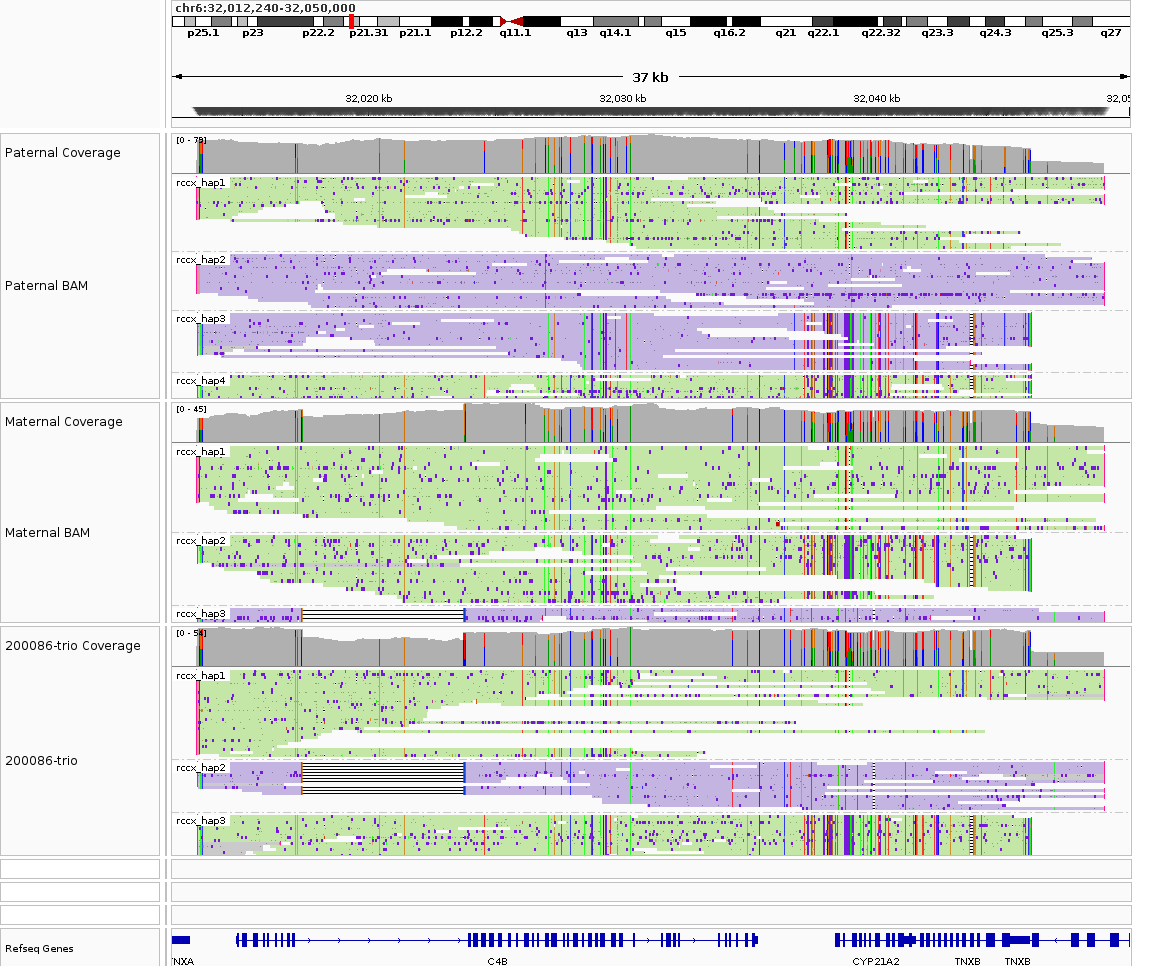 chr6:32,012,240-32,050,000
p25.1 p23 p22.2 p21.31 p21.1 p12.2 q11.1 q13 q14.1 q15 q16.2 q21 q22.1 q22.32 q23.3 q24.3 q25.3 q27
37 kb
32,020 kb 32,030 kb 32,040 kb 32,05
Paternal Coverage
[0 - 79]
rccx_hap1
rccx_hap2
Paternal BAM
rccx_hap3
rccx_hap4
Maternal Coverage
[0 - 45]
rccx_hap1
Maternal BAM
rccx_hap2
rccx_hap3
200086-trio Coverage
[0 - 54]
rccx_hap1
200086-trio
rccx_hap2
rccx_hap3
Refseq Genes
NXA C4B CYP21A2 TNXB TNXB